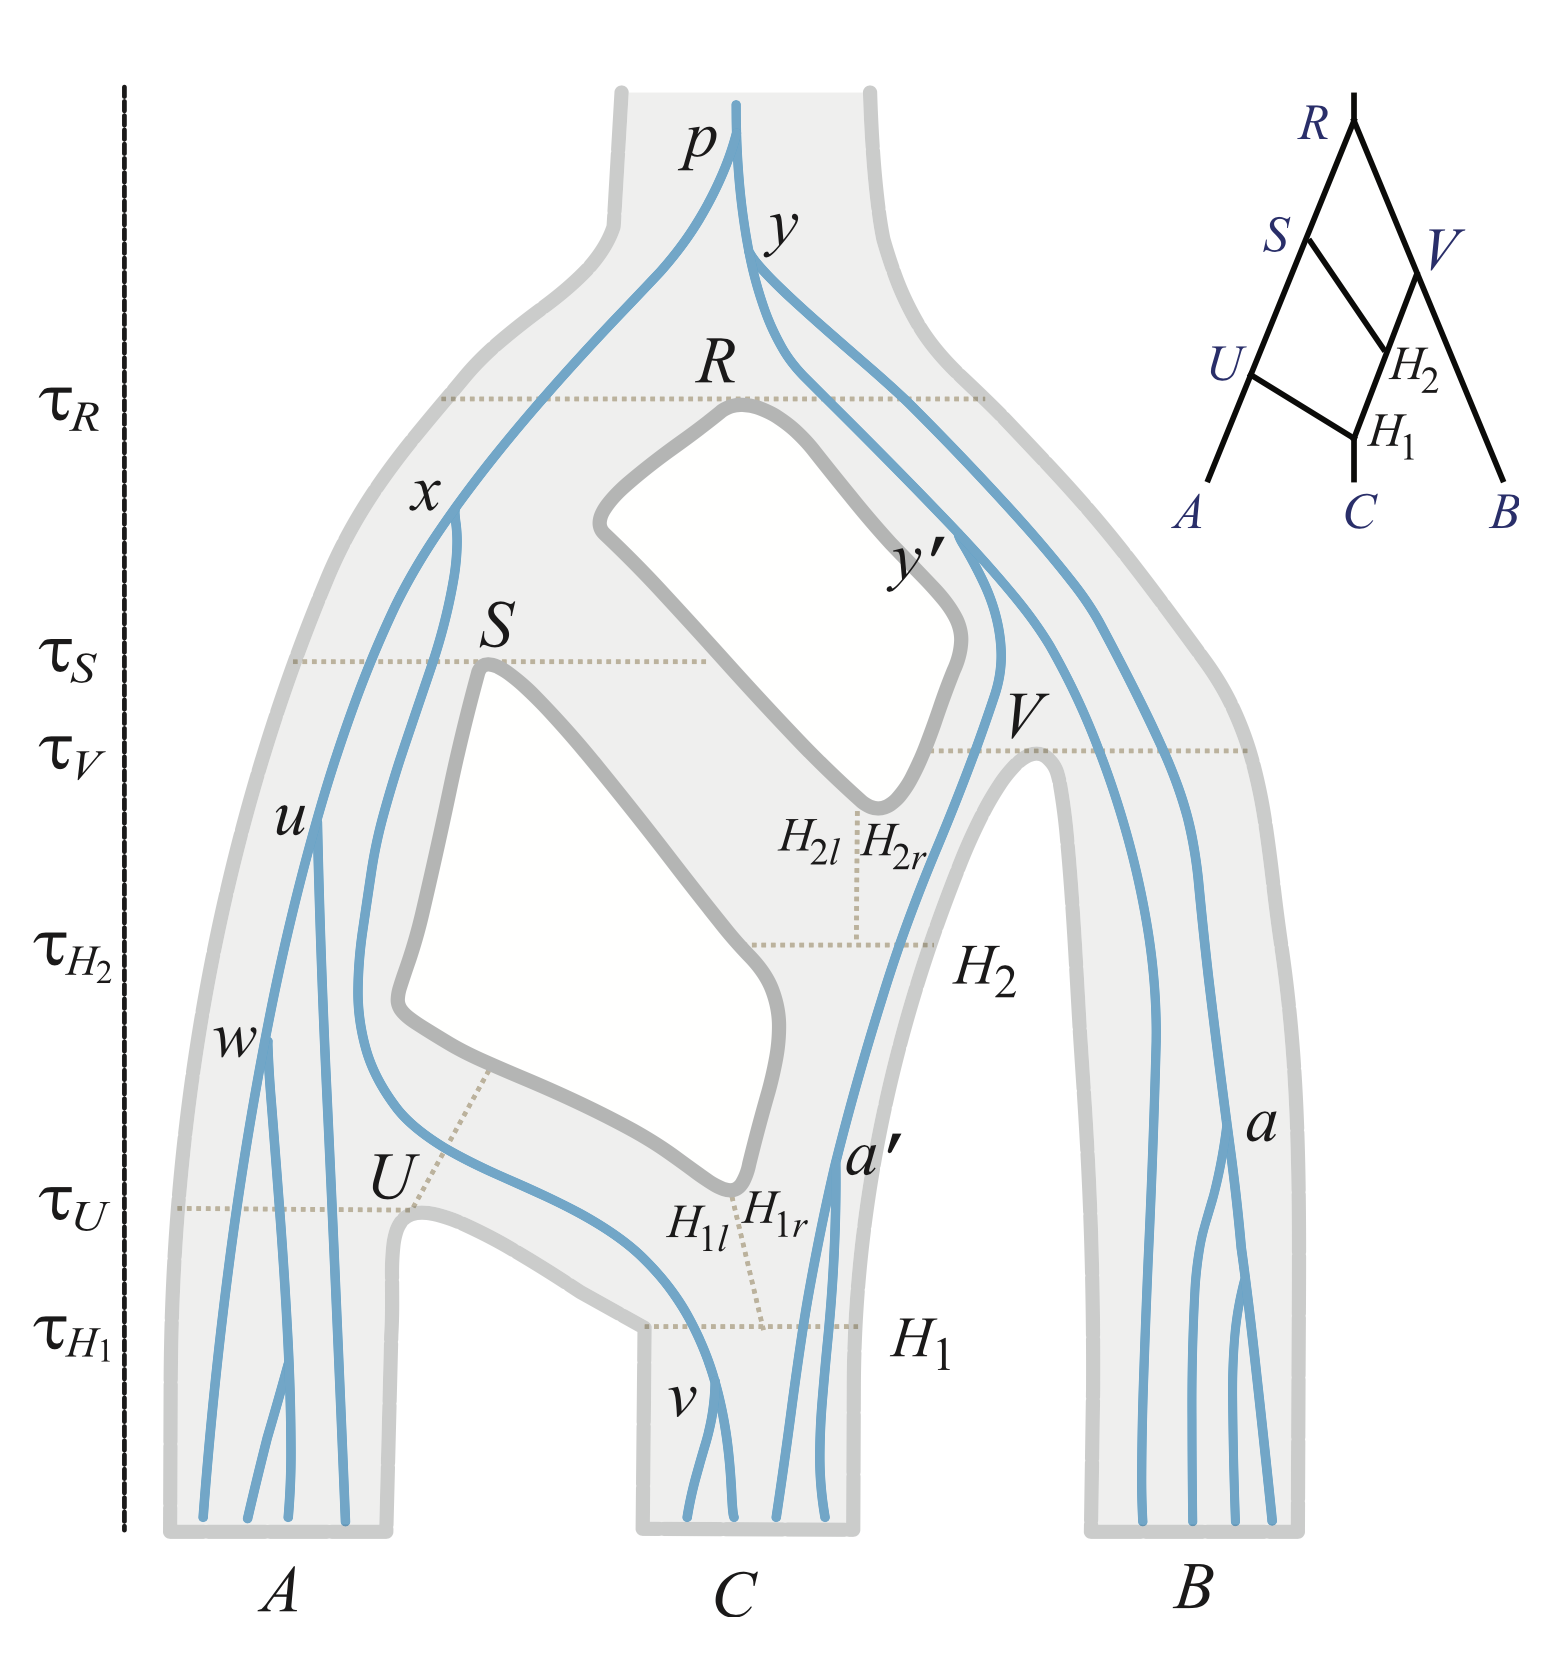 p
y
R
R
τR
x
S
V
y′
U
H2
H1
A
C
B
S
τS
V
τV
u
H2l
H2r
τH2
H2
w
a
a′
U
τU
H1l
H1r
τH1
H1
v
A
C
B